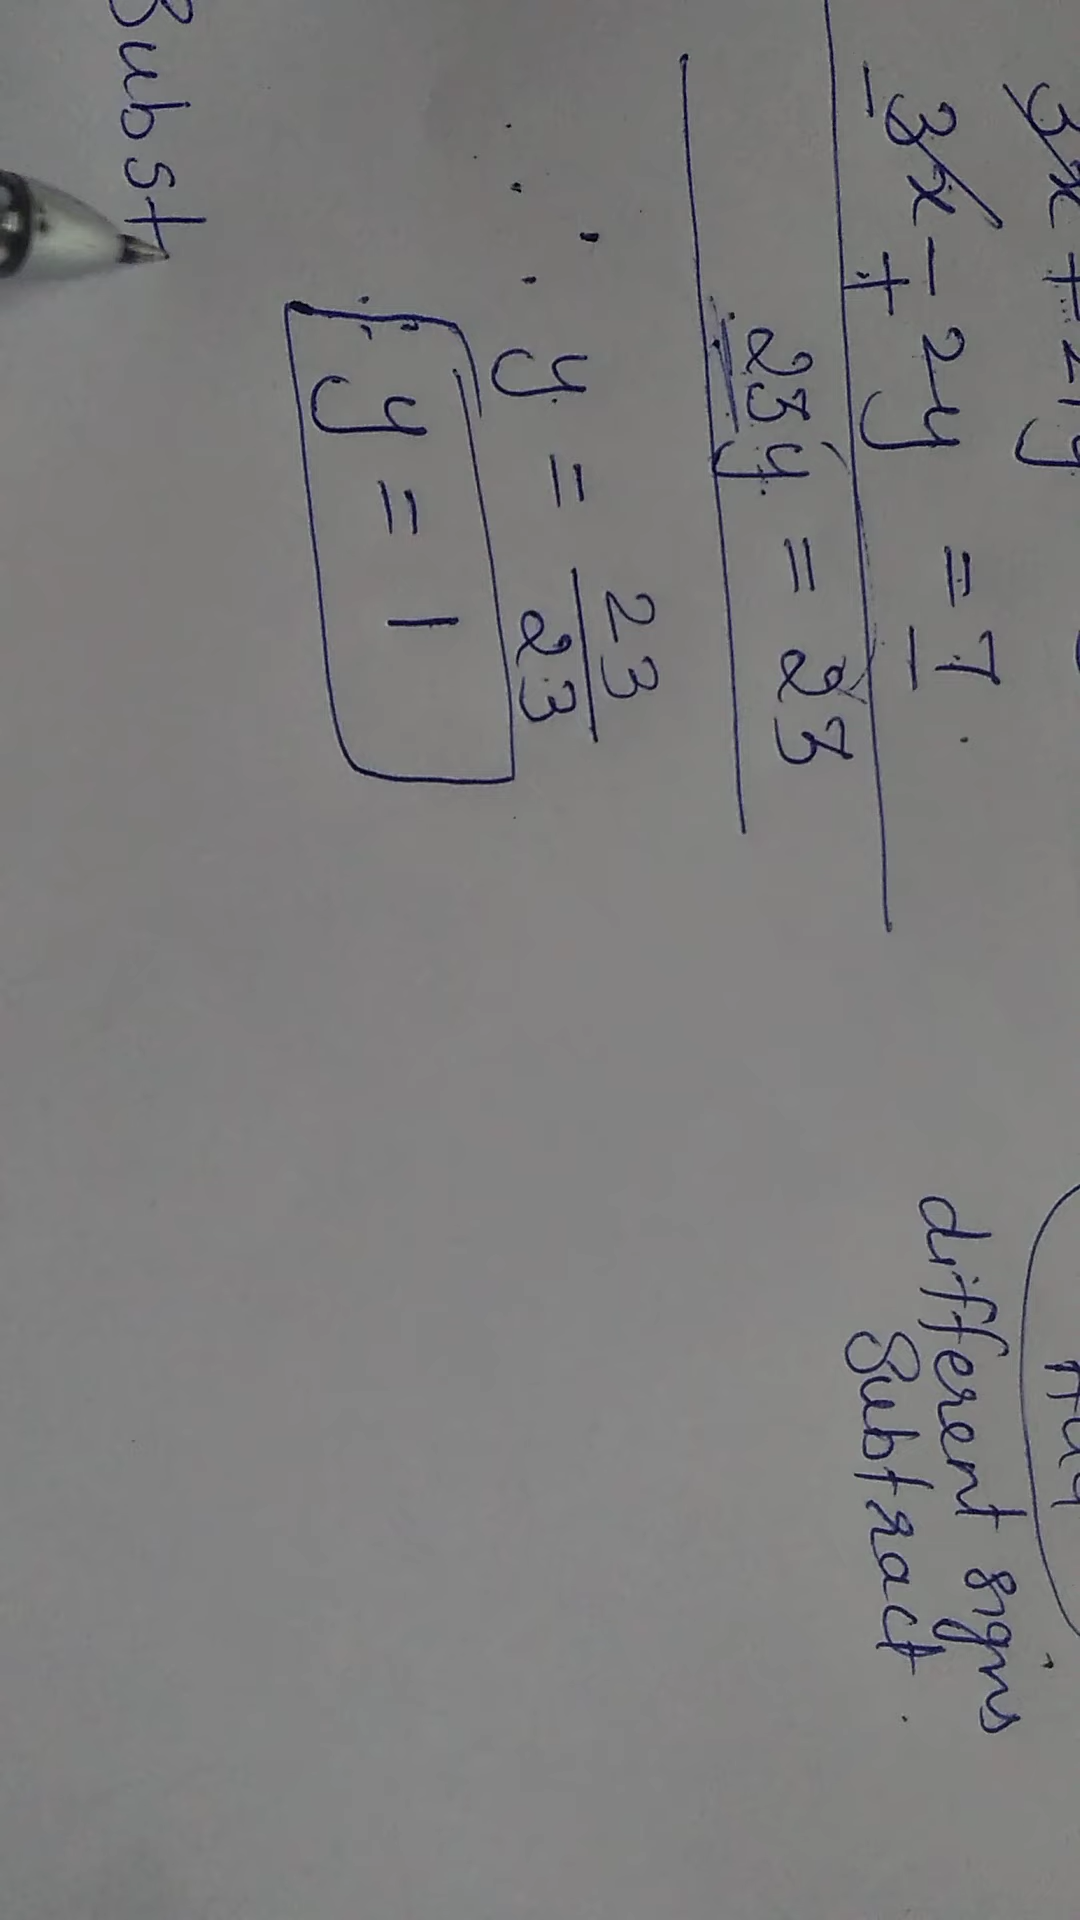 3x + 21y
3x - 2y = 7
- + -
23y = 23
∴ y = 23/23
y = 1
different signs
Subtract.
Subst